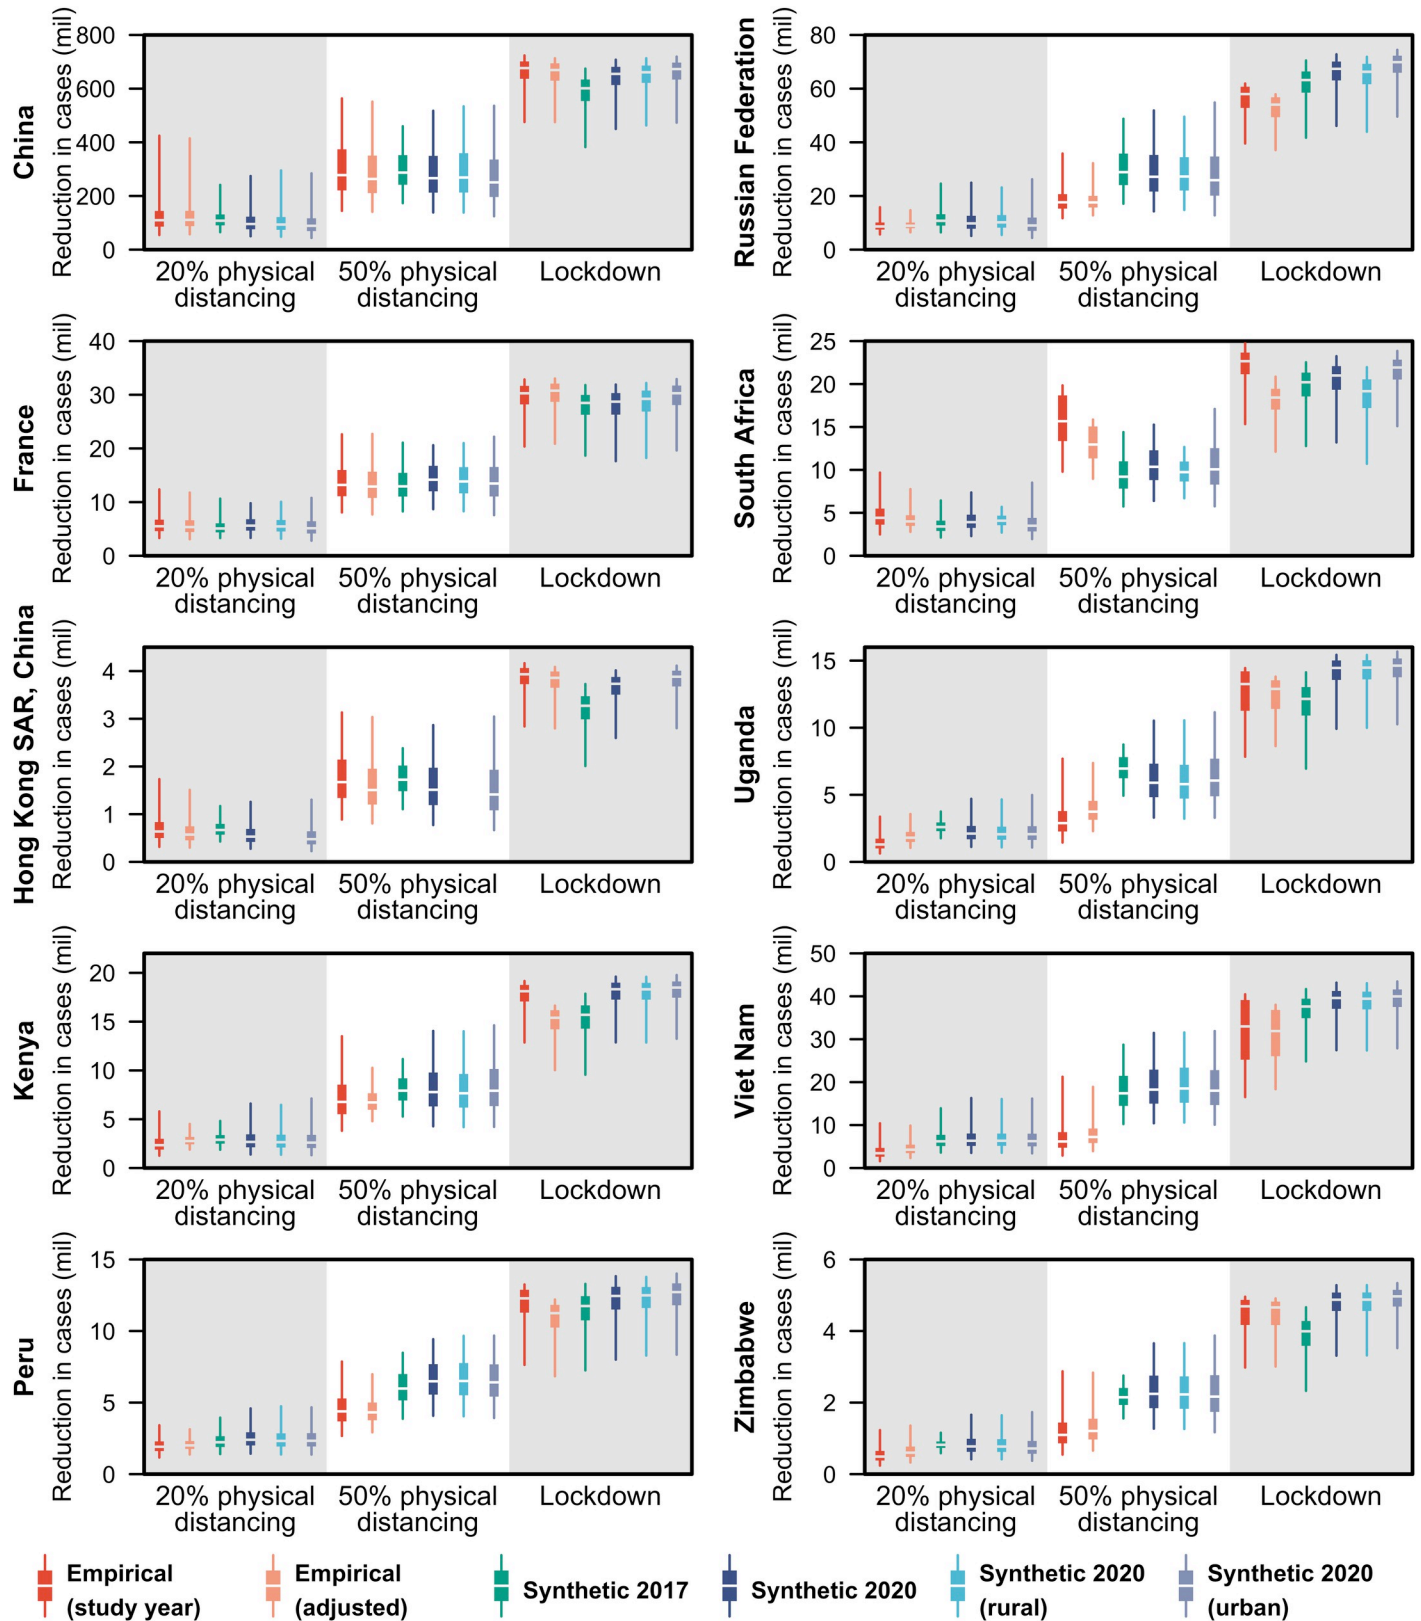 China
Reduction in cases (mil)
800
600
400
200
0
20% physical
distancing
50% physical
distancing
Lockdown
Russian Federation
Reduction in cases (mil)
80
60
40
20
0
20% physical
distancing
50% physical
distancing
Lockdown
France
Reduction in cases (mil)
40
30
20
10
0
20% physical
distancing
50% physical
distancing
Lockdown
South Africa
Reduction in cases (mil)
25
20
15
10
5
0
20% physical
distancing
50% physical
distancing
Lockdown
Hong Kong SAR, China
Reduction in cases (mil)
4
3
2
1
0
20% physical
distancing
50% physical
distancing
Lockdown
Uganda
Reduction in cases (mil)
15
10
5
0
20% physical
distancing
50% physical
distancing
Lockdown
Kenya
Reduction in cases (mil)
20
15
10
5
0
20% physical
distancing
50% physical
distancing
Lockdown
Viet Nam
Reduction in cases (mil)
50
40
30
20
10
0
20% physical
distancing
50% physical
distancing
Lockdown
Peru
Reduction in cases (mil)
15
10
5
0
20% physical
distancing
50% physical
distancing
Lockdown
Zimbabwe
Reduction in cases (mil)
6
4
2
0
20% physical
distancing
50% physical
distancing
Lockdown
Empirical
(study year)
Empirical
(adjusted)
Synthetic 2017
Synthetic 2020
Synthetic 2020
(rural)
Synthetic 2020
(urban)